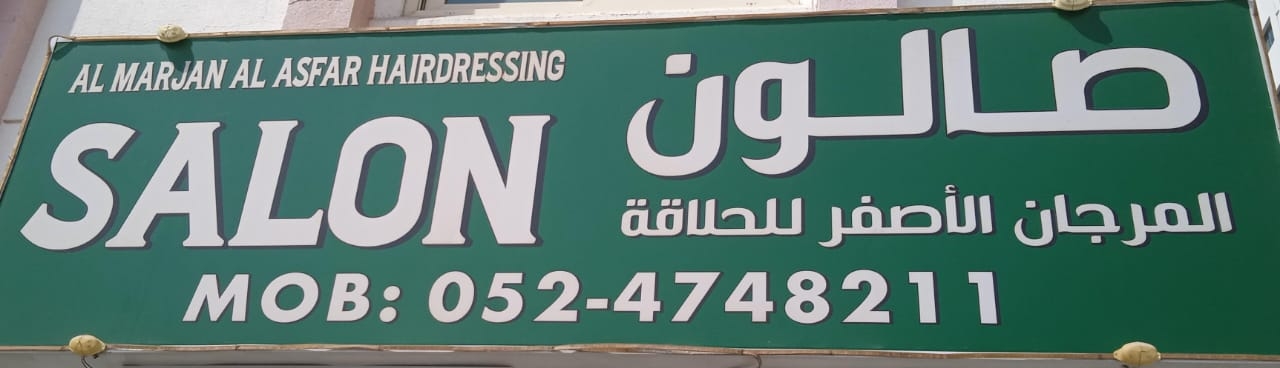 AL MARJAN AL ASFAR HAIRDRESSING
SALON
صالون
المرجان الأصفر للحلاقة
MOB: 052-4748211